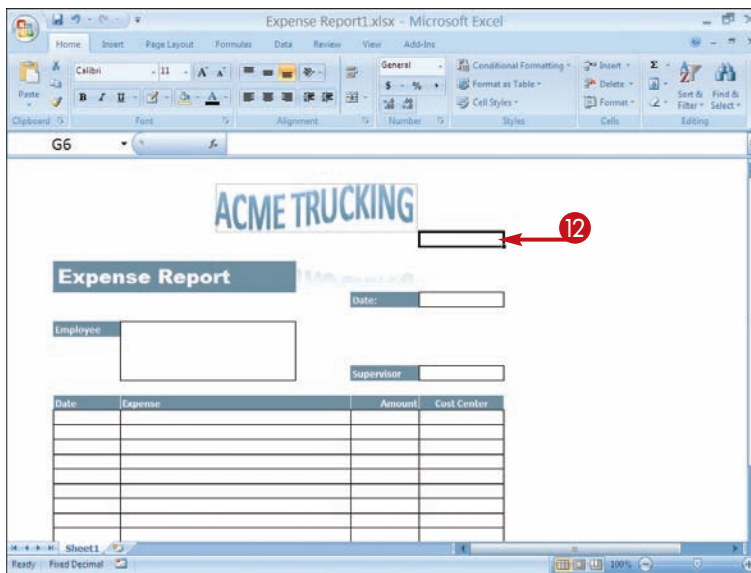 Expense Report1.xlsx - Microsoft Excel
Home Insert Page Layout Formulas Data Review View Add-Ins
Calibri 11 A A General Conditional Formatting Insert Σ
Paste $ % , Format as Table Delete Sort & Find &
B I U A Cell Styles Format Filter Select
Clipboard Font Alignment Number Styles Cells Editing
G6 fx
ACME TRUCKING
12
Expense Report
Date:
Employee
Supervisor
Date Expense Amount Cost Center
Sheet1
Ready Fixed Decimal 100%